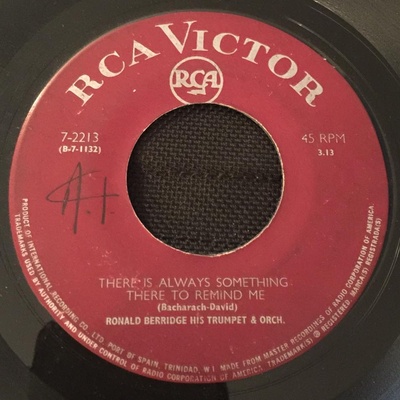 RCA VICTOR
RCA
7-2213
(B-7-1132)
45 RPM
3.13
A.1
THERE IS ALWAYS SOMETHING
THERE TO REMIND ME
(Bacharach-David)
RONALD BERRIDGE HIS TRUMPET & ORCH.
PRODUCT OF INTERNATIONAL RECORDING CO. LTD. PORT OF SPAIN, TRINIDAD, W.I. MADE FROM MASTER RECORDINGS OF RADIO CORPORATION OF AMERICA
TRADEMARKS USED BY AUTHORITY AND UNDER CONTROL OF RADIO CORPORATION OF AMERICA, TRADEMARK(S) ® REGISTERED MARCA(S) REGISTRADA(S)